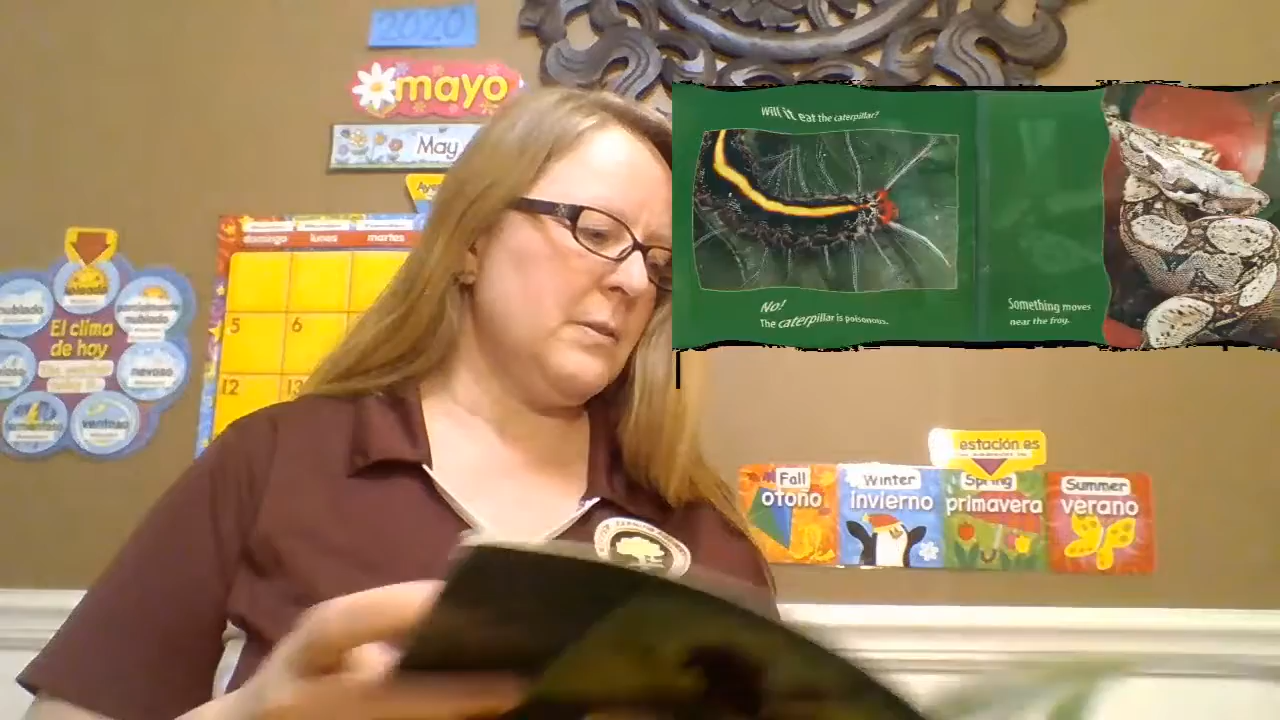 2020
mayo
May
domingo lunes martes
5 6
12 13
El clima
de hoy
nublado
soleado
nublado
nevoso
ventoso
Will it eat the caterpillar?
No!
The caterpillar is poisonous.
Something moves
near the frog.
estación es
Fall
otoño
Winter
invierno
Spring
primavera
Summer
verano